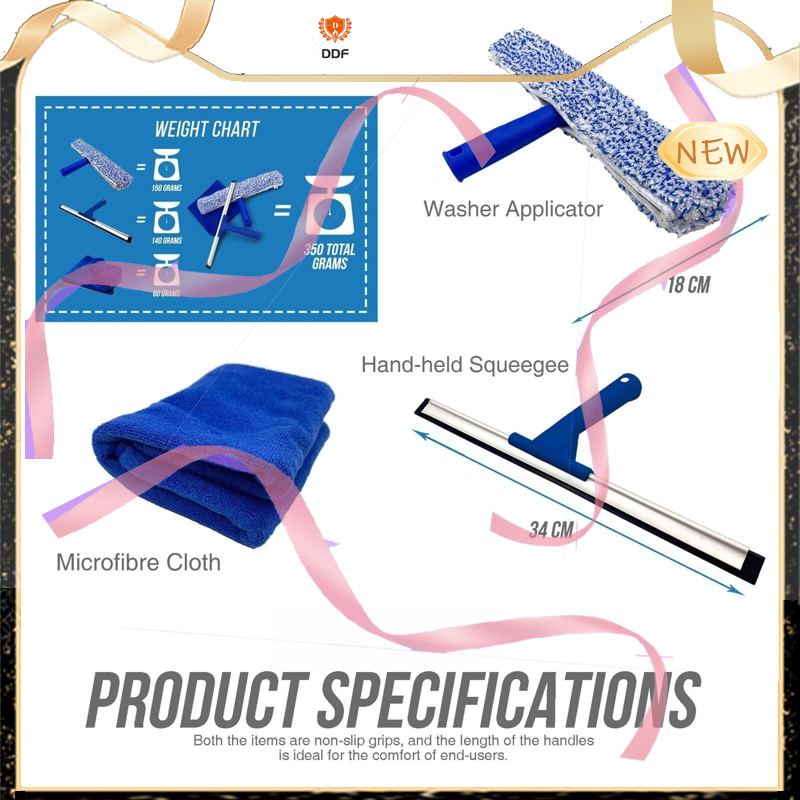 DDF
WEIGHT CHART
=
150 GRAMS
=
140 GRAMS
=
60 GRAMS
=
350 TOTAL
GRAMS
NEW
Washer Applicator
18 CM
Hand-held Squeegee
34 CM
Microfibre Cloth
PRODUCT SPECIFICATIONS
Both the items are non-slip grips, and the length of the handles
is ideal for the comfort of end-users.